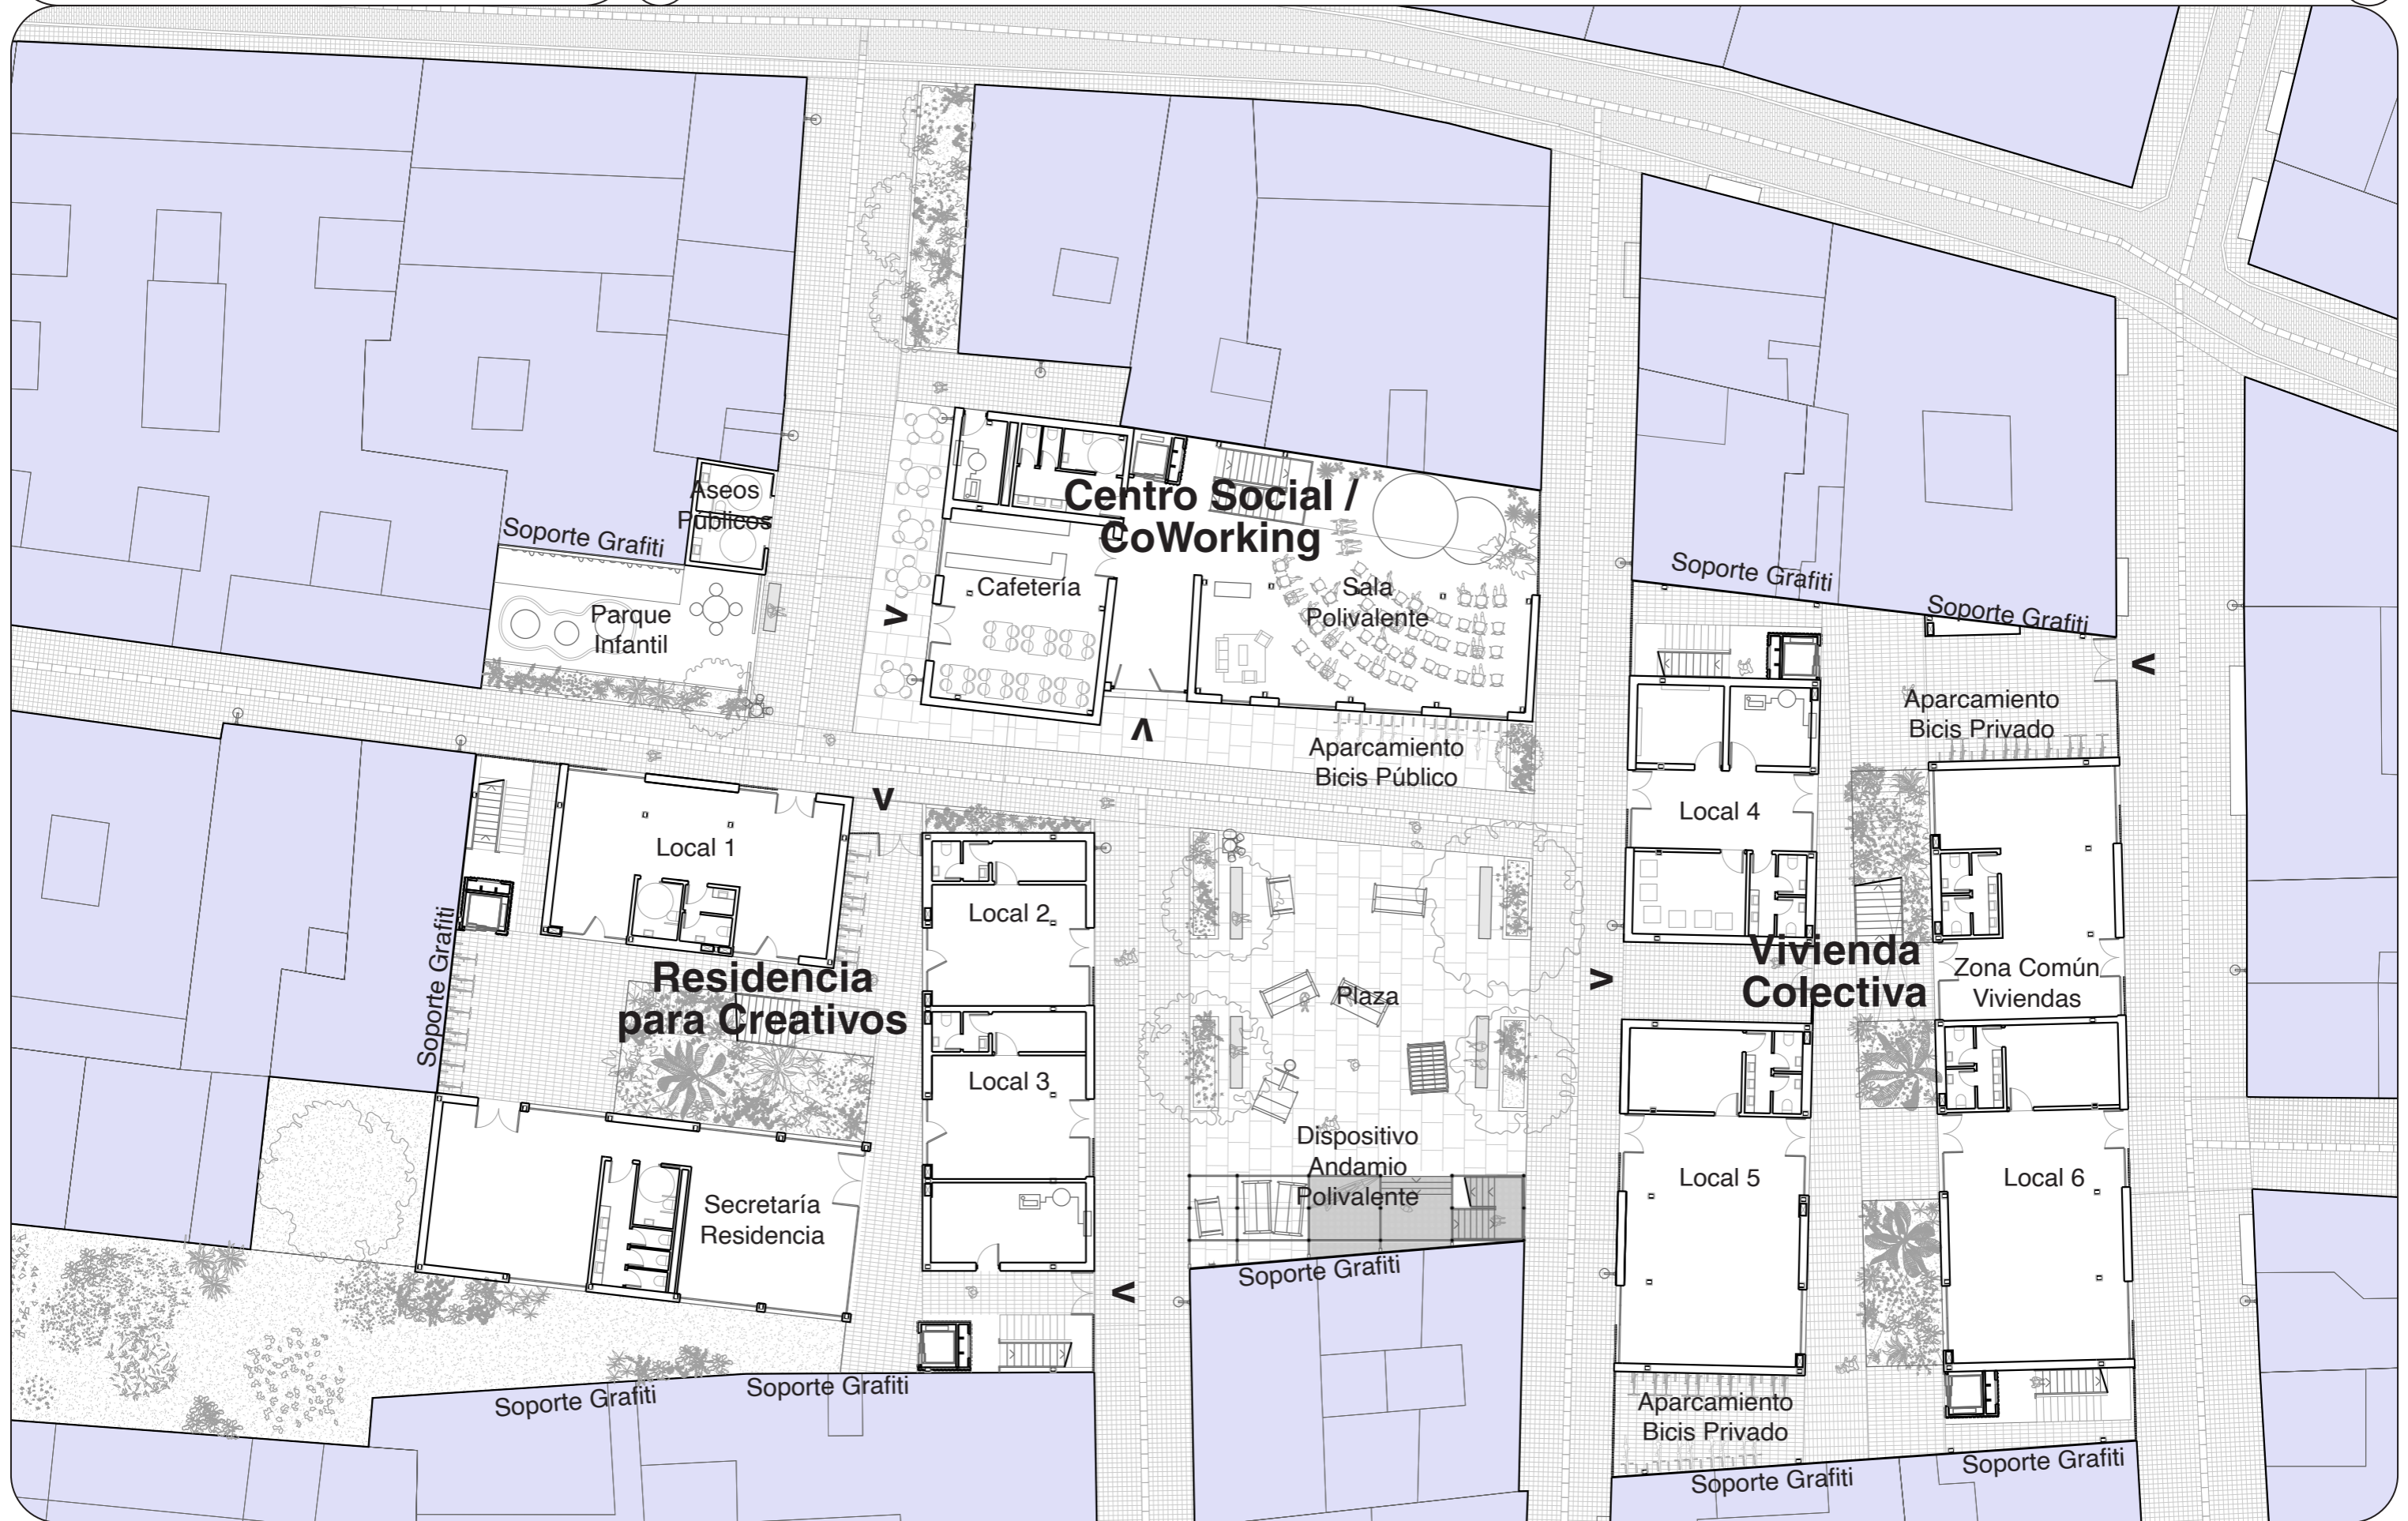 Centro Social /
CoWorking
Aseos
Públicos
Soporte Grafiti
Parque
Infantil
Cafetería
Sala
Polivalente
Aparcamiento
Bicis Público
Soporte Grafiti
Soporte Grafiti
Aparcamiento
Bicis Privado
Local 1
Local 2
Local 3
Soporte Grafiti
Residencia
para Creativos
Secretaría
Residencia
Plaza
Dispositivo
Andamio
Polivalente
Soporte Grafiti
Local 4
Vivienda
Colectiva
Zona Común
Viviendas
Local 5
Local 6
Soporte Grafiti
Soporte Grafiti
Aparcamiento
Bicis Privado
Soporte Grafiti
Soporte Grafiti